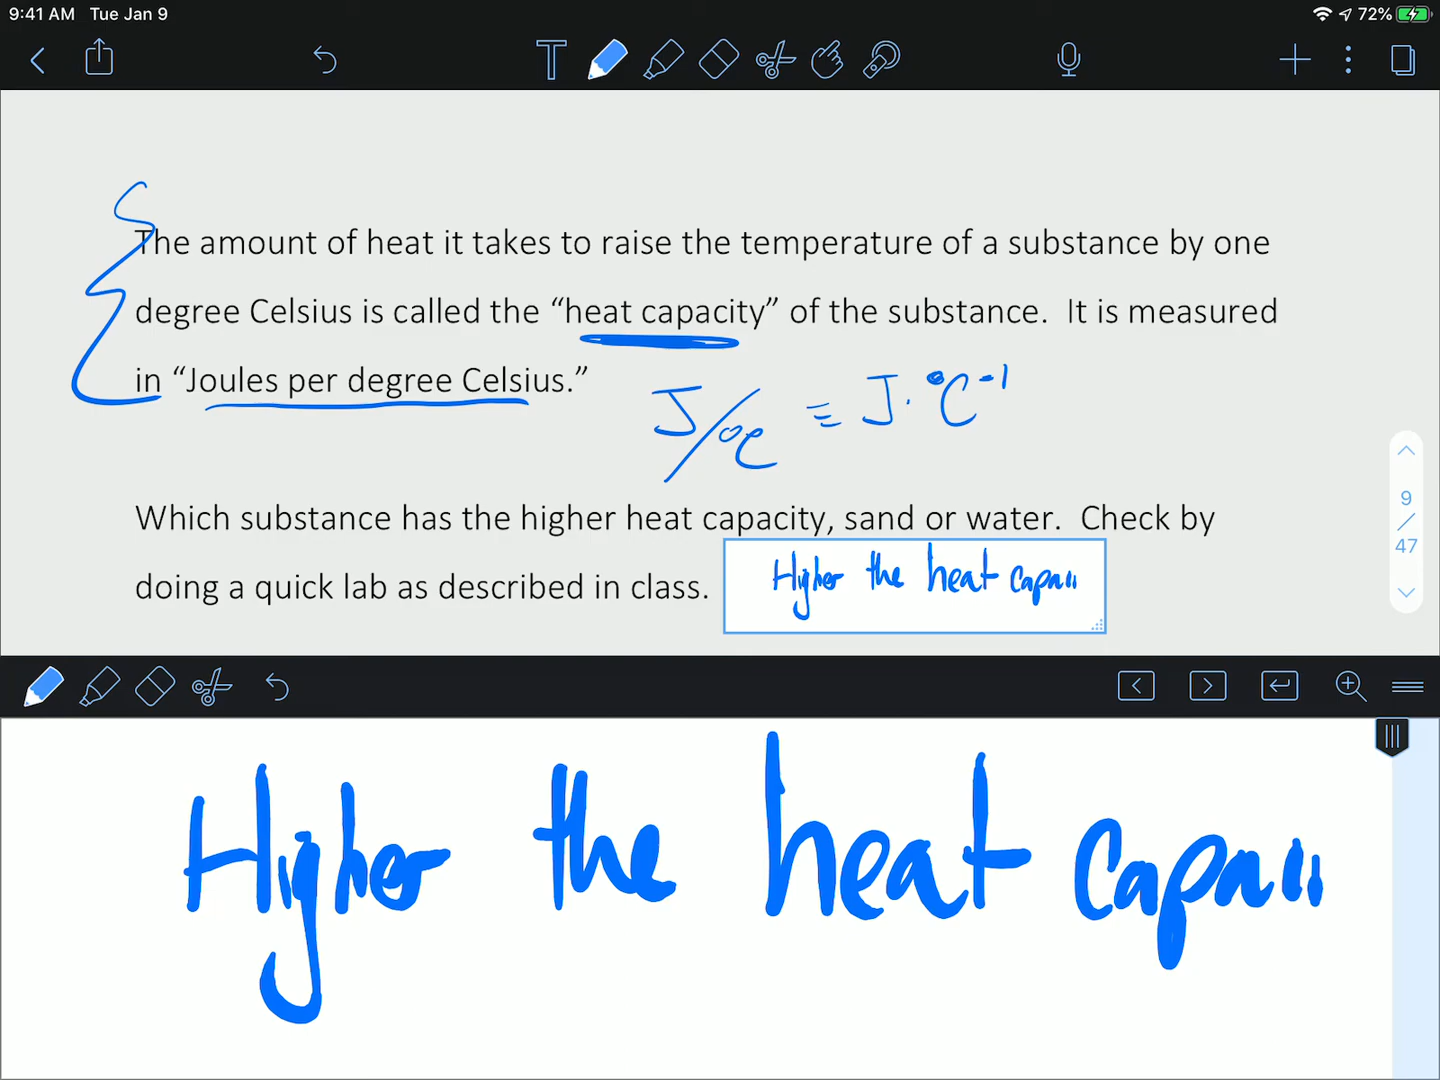 9:41 AM Tue Jan 9
72%
T
The amount of heat it takes to raise the temperature of a substance by one
degree Celsius is called the “heat capacity” of the substance. It is measured
in “Joules per degree Celsius.”
J/°C ≡ J·°C⁻¹
9
/
47
Which substance has the higher heat capacity, sand or water. Check by
doing a quick lab as described in class.
Higher the heat
Higher the heat